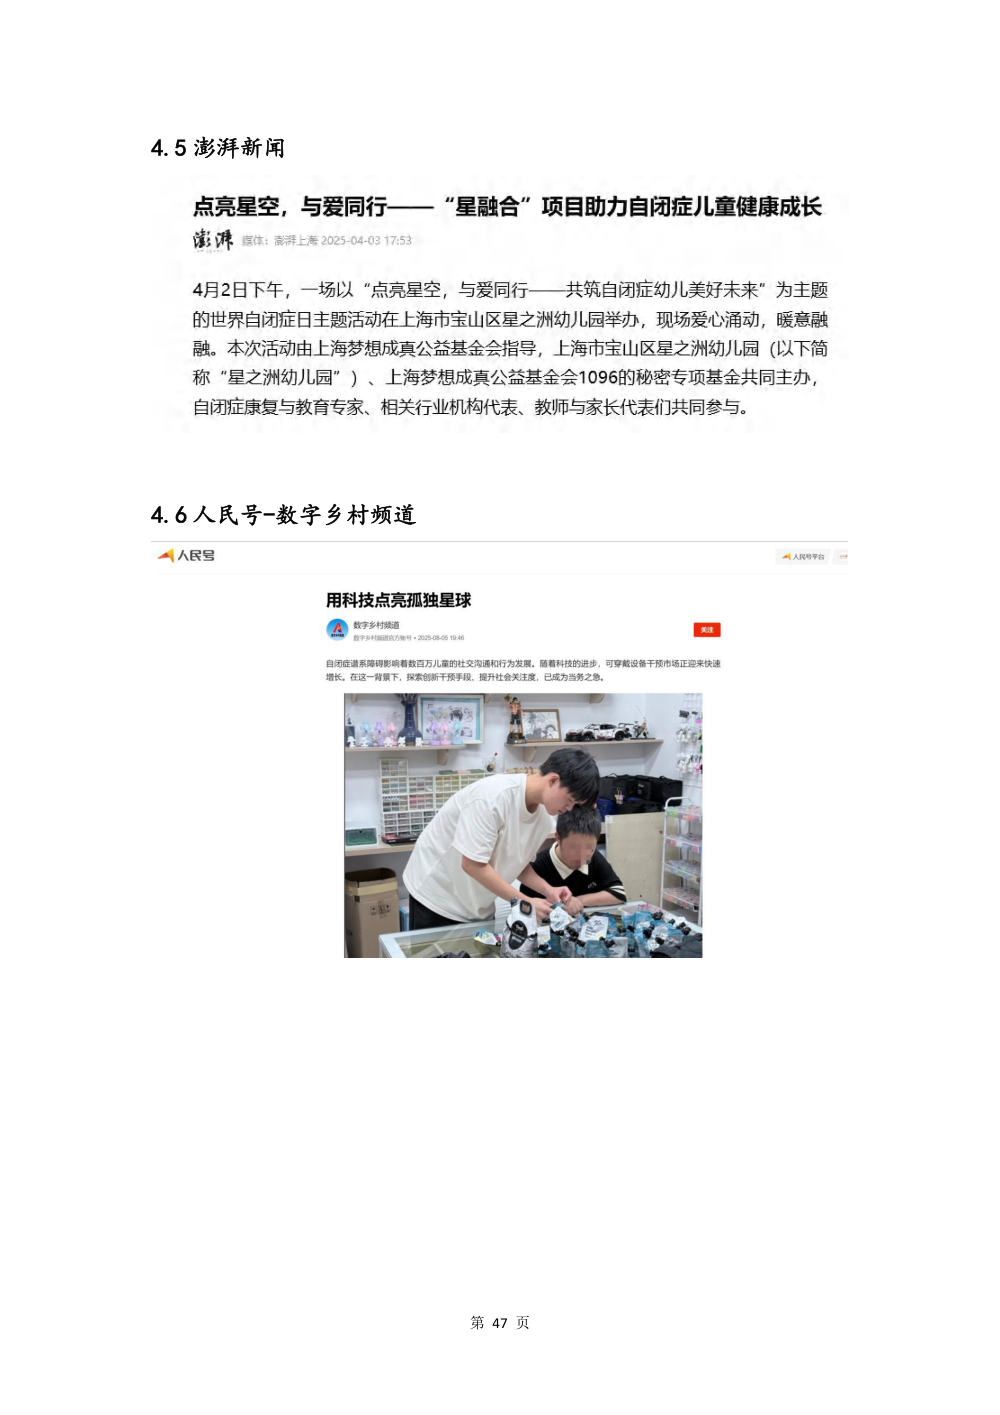 4.5 澎湃新闻
点亮星空，与爱同行——“星融合”项目助力自闭症儿童健康成长
澎湃 媒体：澎湃上海 2025-04-03 17:53
4月2日下午，一场以“点亮星空，与爱同行——共筑自闭症幼儿美好未来”为主题
的世界自闭症日主题活动在上海市宝山区星之洲幼儿园举办，现场爱心涌动，暖意融
融。本次活动由上海梦想成真公益基金会指导，上海市宝山区星之洲幼儿园（以下简
称“星之洲幼儿园”）、上海梦想成真公益基金会1096的秘密专项基金共同主办，
自闭症康复与教育专家、相关行业机构代表、教师与家长代表们共同参与。
4.6 人民号-数字乡村频道
人民号
人民号平台
用科技点亮孤独星球
数字乡村频道
数字乡村频道官方账号 • 2025-08-05 19:46
关注
自闭症谱系障碍影响着数百万儿童的社交沟通和行为发展。随着科技的进步，可穿戴设备干预市场正迎来快速
增长。在这一背景下，探索创新干预手段，提升社会关注度，已成为当务之急。
第 47 页